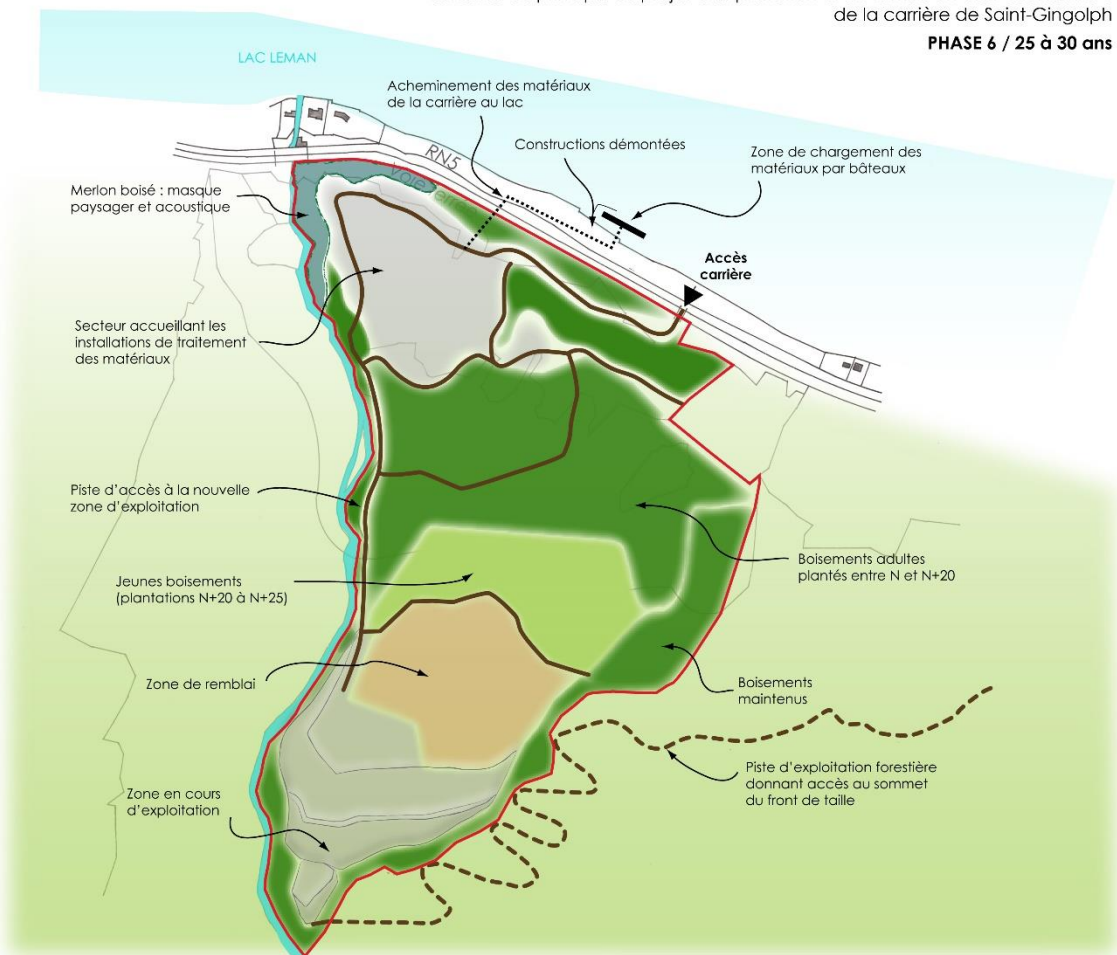 de la carrière de Saint-Gingolph
PHASE 6 / 25 à 30 ans
LAC LEMAN
Acheminement des matériaux
de la carrière au lac
Constructions démontées
Zone de chargement des
matériaux par bâteaux
RN5
Merlon boisé : masque
paysager et acoustique
Accès
carrière
Secteur accueillant les
installations de traitement
des matériaux
Piste d'accès à la nouvelle
zone d'exploitation
Boisements adultes
plantés entre N et N+20
Jeunes boisements
(plantations N+20 à N+25)
Zone de remblai
Boisements
maintenus
Piste d'exploitation forestière
donnant accès au sommet
du front de taille
Zone en cours
d'exploitation